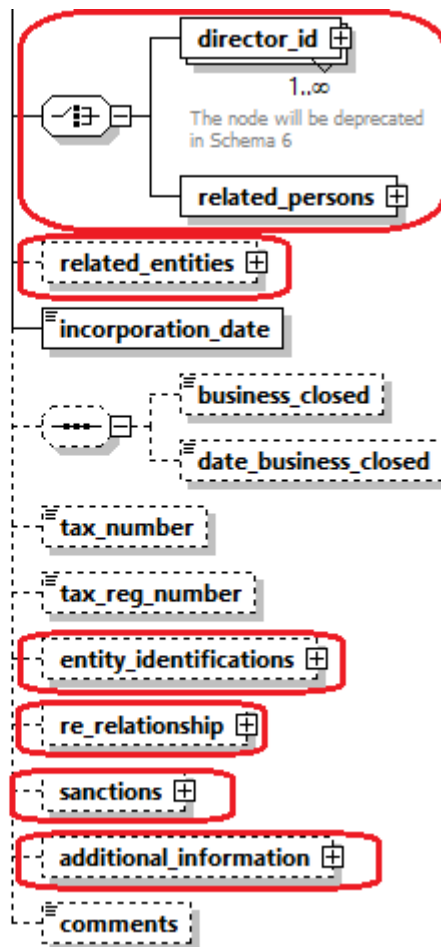 director_id
1..∞
The node will be deprecated
in Schema 6
related_persons
related_entities
incorporation_date
business_closed
date_business_closed
tax_number
tax_reg_number
entity_identifications
re_relationship
sanctions
additional_information
comments